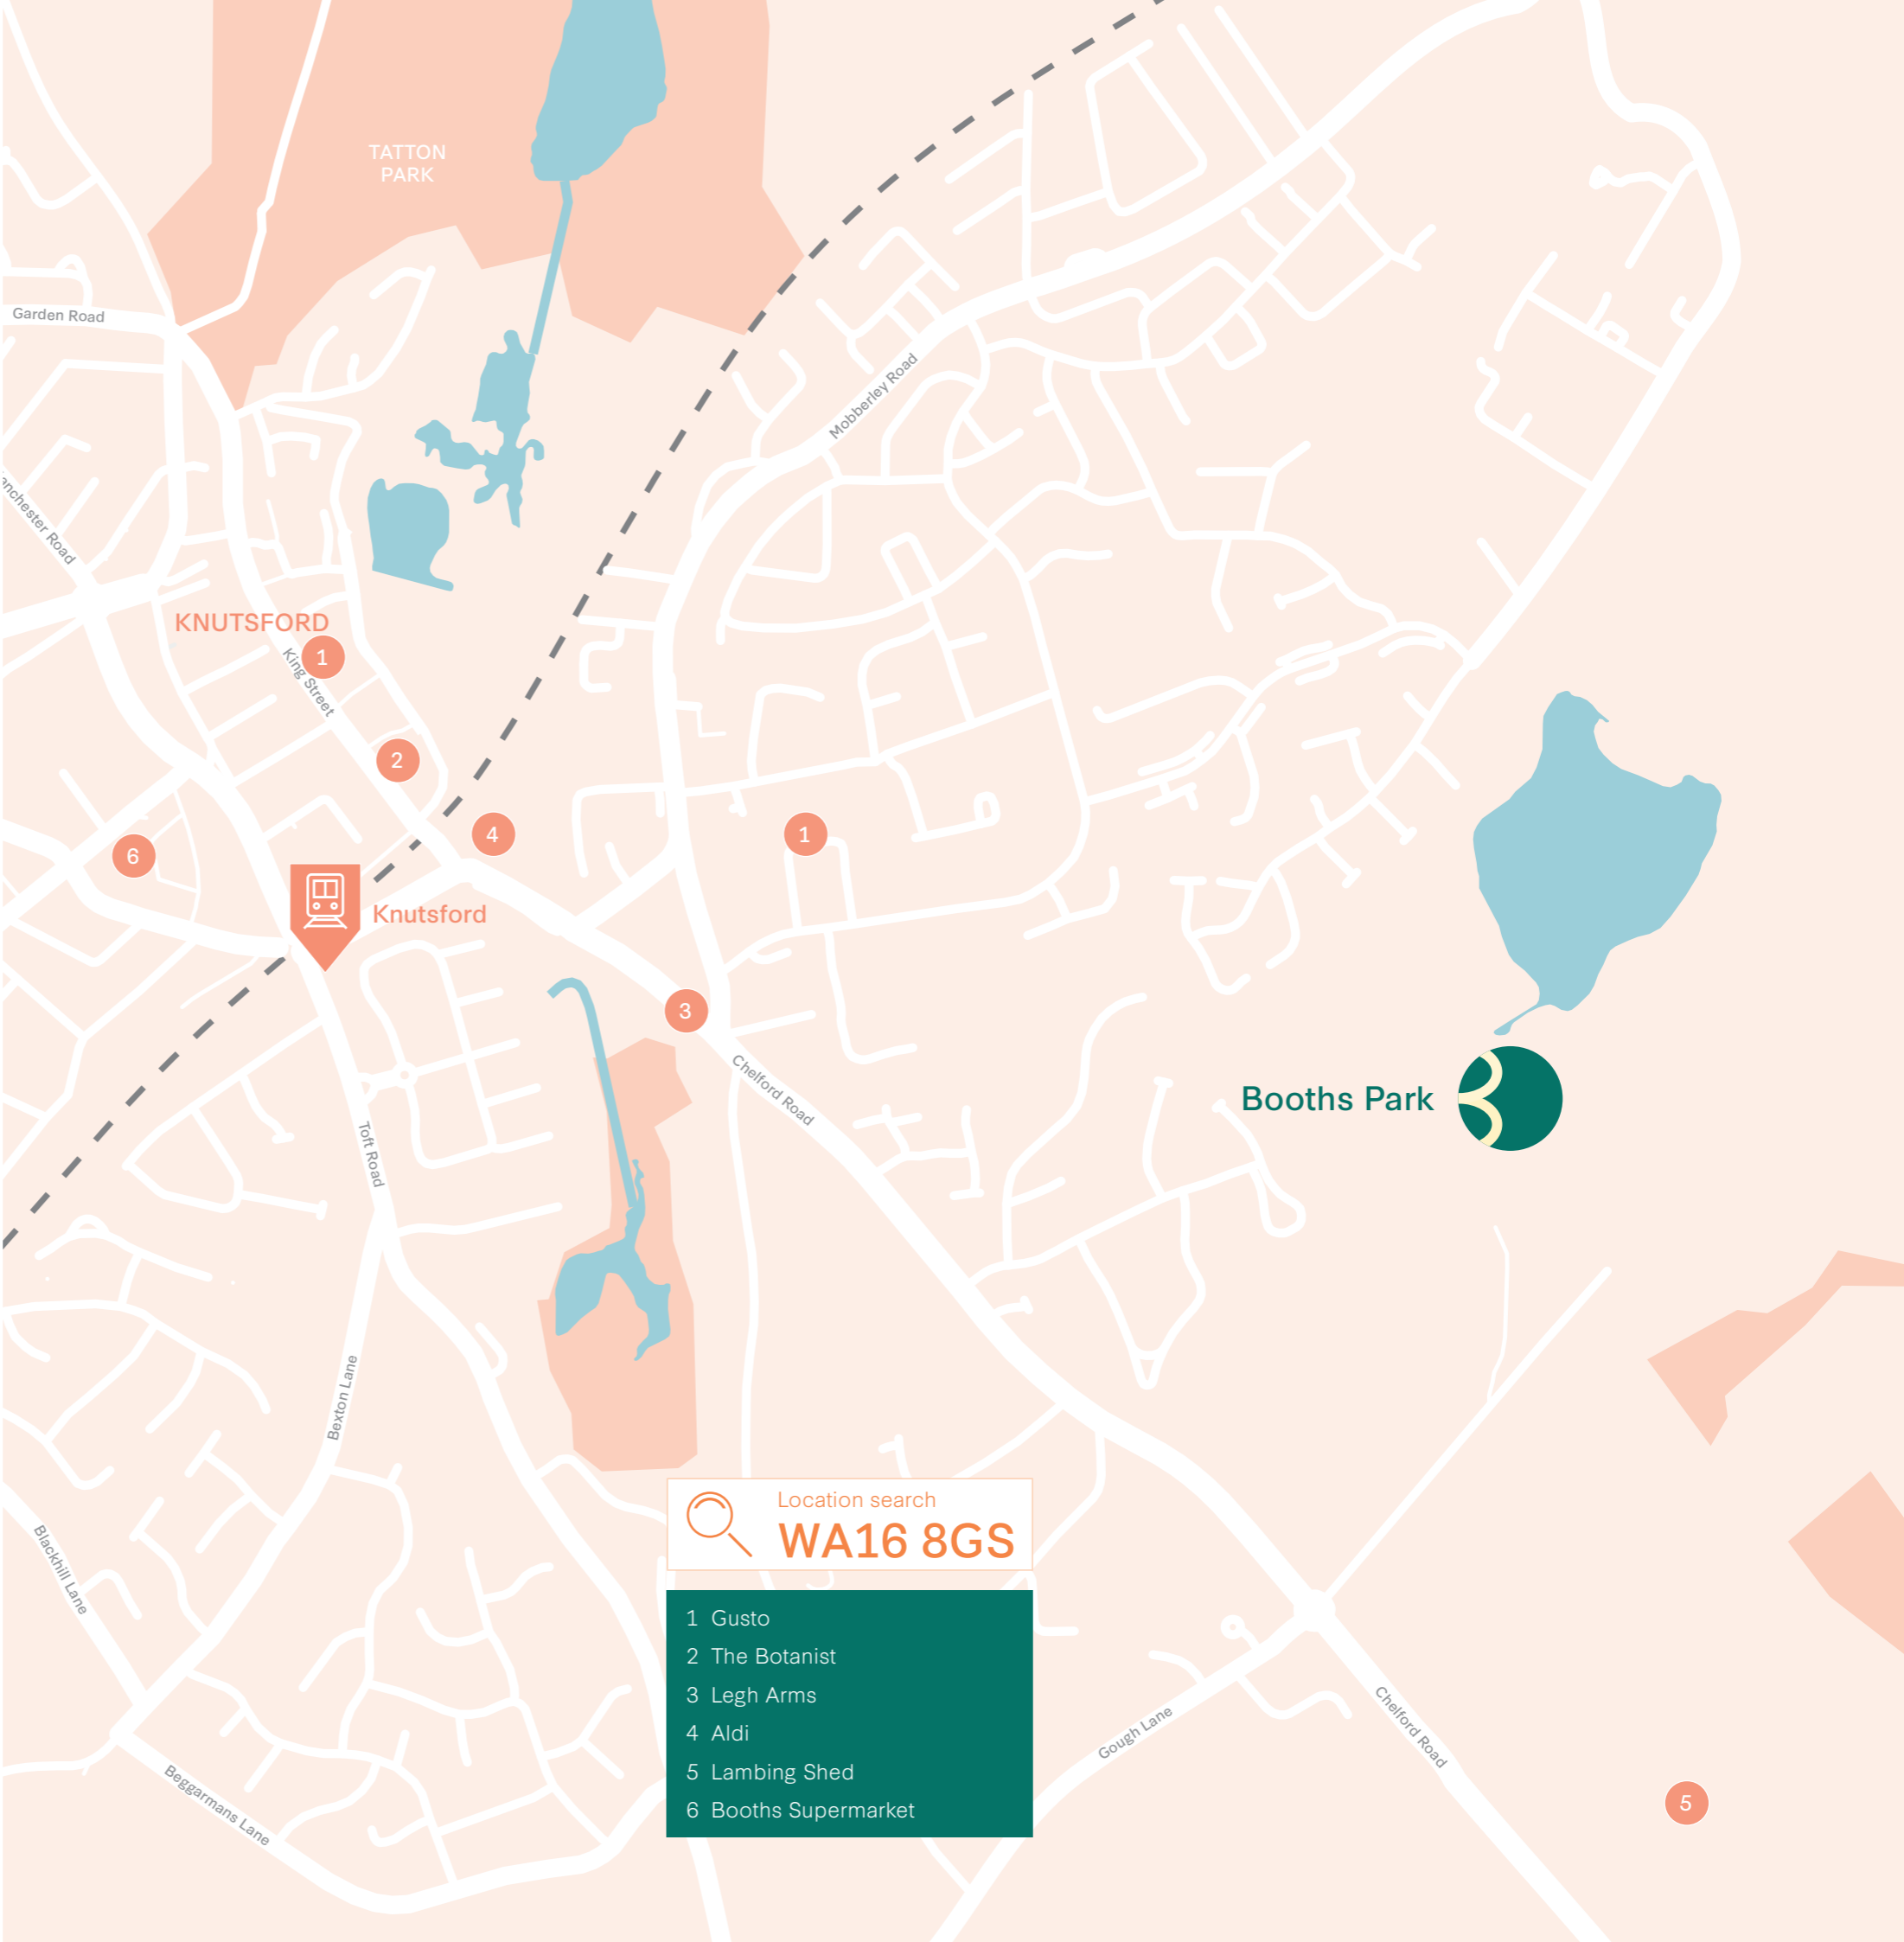 TATTON
PARK
Garden Road
Mobberley Road
anchester Road
KNUTSFORD
1
King Street
2
4
1
6
Knutsford
3
Chelford Road
Booths Park
Toft Road
Bexton Lane
Location search
WA16 8GS
Blackhill Lane
1 Gusto
2 The Botanist
3 Legh Arms
4 Aldi
5 Lambing Shed
6 Booths Supermarket
Gough Lane
Chelford Road
Beggarmans Lane
5